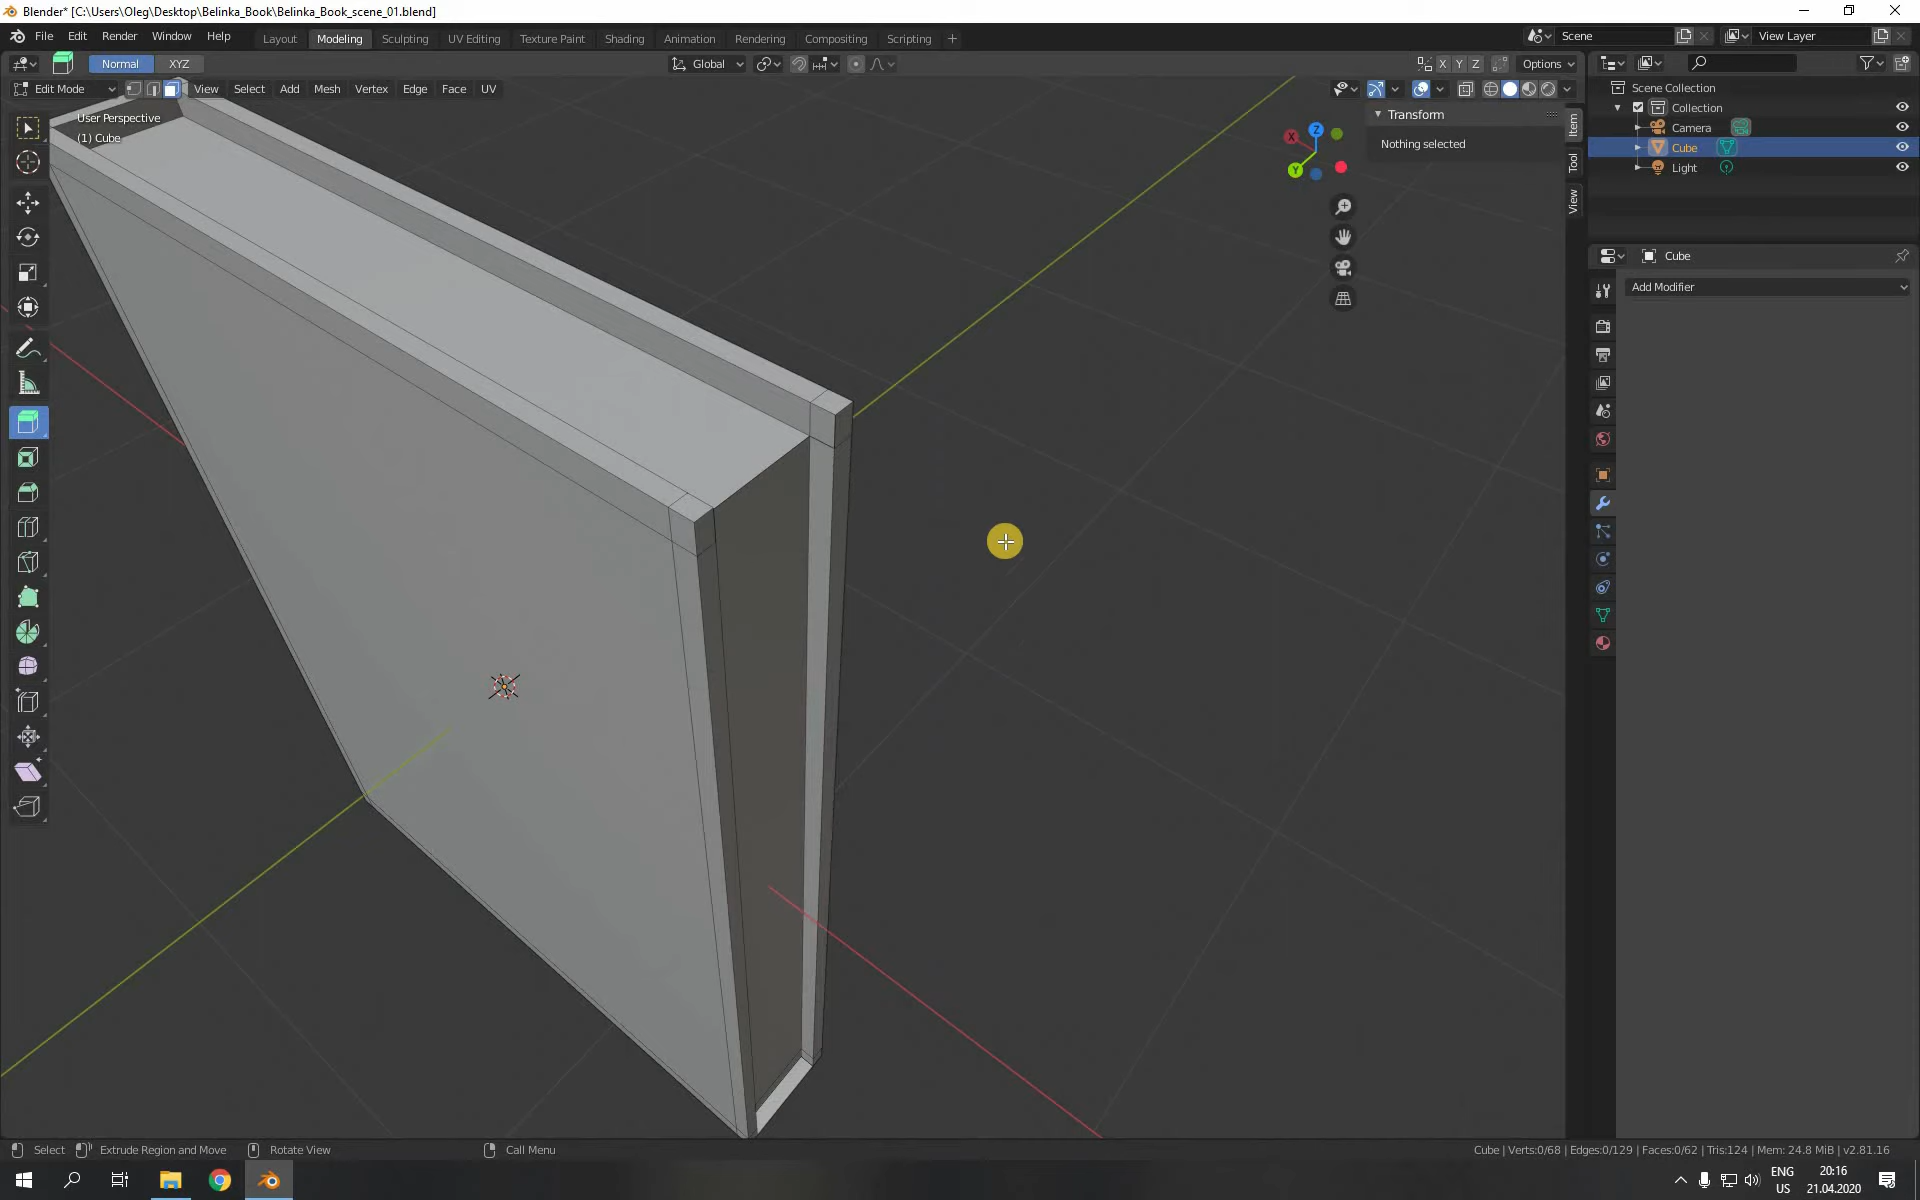 Blender* [C:\Users\Oleg\Desktop\Belinka_Book\Belinka_Book_scene_01.blend]
File Edit Render Window Help
Layout Modeling Sculpting UV Editing Texture Paint Shading Animation Rendering Compositing Scripting +
Scene
View Layer
Normal XYZ
Global
X Y Z
Options
Edit Mode
View Select Add Mesh Vertex Edge Face UV
User Perspective
(1) Cube
Transform
Nothing selected
Item
Tool
View
X
Z
Y
Scene Collection
Collection
Camera
Cube
Light
Cube
Add Modifier
Select
Extrude Region and Move
Rotate View
Call Menu
Cube | Verts:0/68 | Edges:0/129 | Faces:0/62 | Tris:124 | Mem: 24.8 MiB | v2.81.16
ENG
US
20:16
21.04.2020